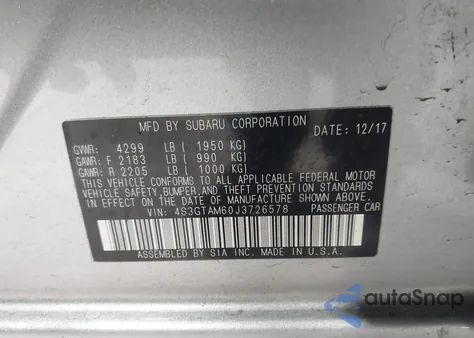 MFD BY SUBARU CORPORATION
DATE: 12/17
GVWR: 4299 LB ( 1950 KG)
GAWR: F 2183 LB ( 990 KG)
GAWR: R 2205 LB ( 1000 KG)
THIS VEHICLE CONFORMS TO ALL APPLICABLE FEDERAL MOTOR
VEHICLE SAFETY,BUMPER,AND THEFT PREVENTION STANDARDS
IN EFFECT ON THE DATE OF MANUFACTURE SHOWN ABOVE.
VIN: 4S3GTAM60J3726578 PASSENGER CAR
ASSEMBLED BY SIA INC. MADE IN U.S.A.
autoSnap